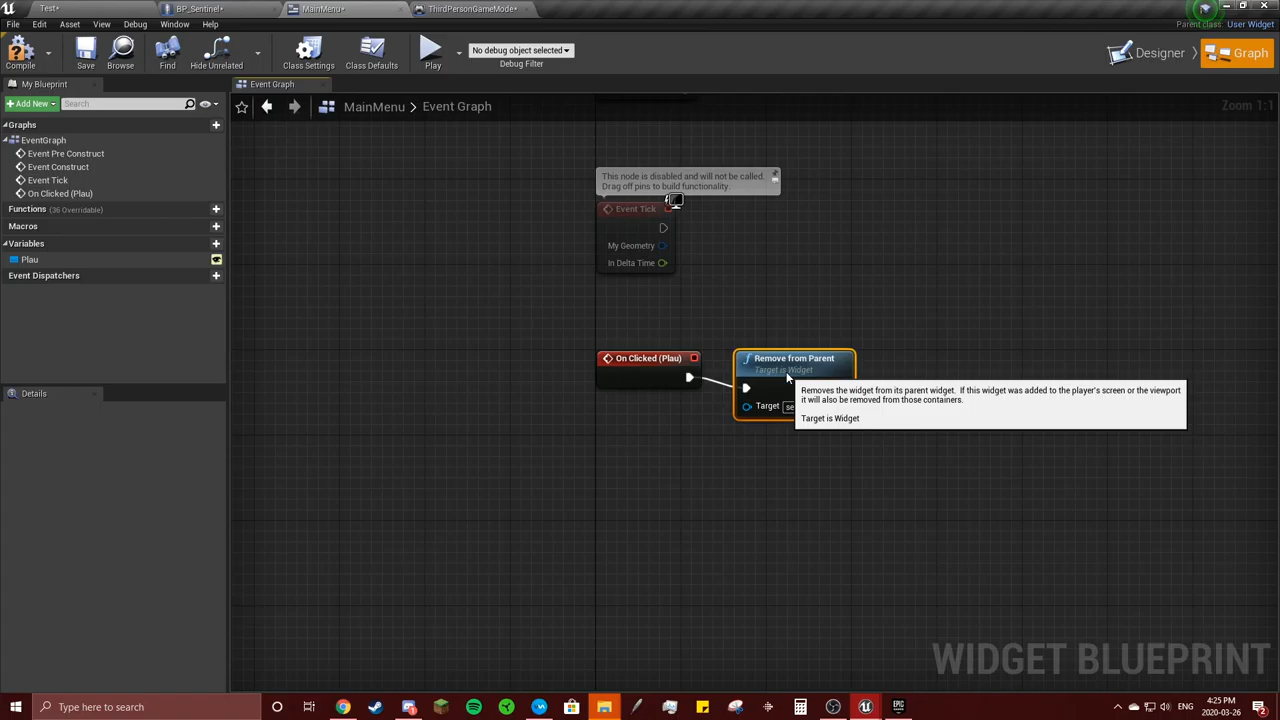 Test*
BP_Sentinel*
MainMenu*
ThirdPersonGameMode*
File
Edit
Asset
View
Debug
Window
Help
Parent class: User Widget
Compile
Save
Browse
Find
Hide Unrelated
Class Settings
Class Defaults
Play
No debug object selected
Debug Filter
Designer
Graph
My Blueprint
Event Graph
+Add New
Search
MainMenu > Event Graph
Zoom 1:1
Graphs
EventGraph
Event Pre Construct
Event Construct
Event Tick
On Clicked (Plau)
Functions (36 Overridable)
Macros
Variables
Plau
Event Dispatchers
Details
This node is disabled and will not be called.
Drag off pins to build functionality.
Event Tick
My Geometry
In Delta Time
On Clicked (Plau)
Remove from Parent
Target is Widget
Target
Removes the widget from its parent widget. If this widget was added to the player's screen or the viewport
it will also be removed from those containers.
Target is Widget
WIDGET BLUEPRINT
Type here to search
4:25 PM
2020-03-26